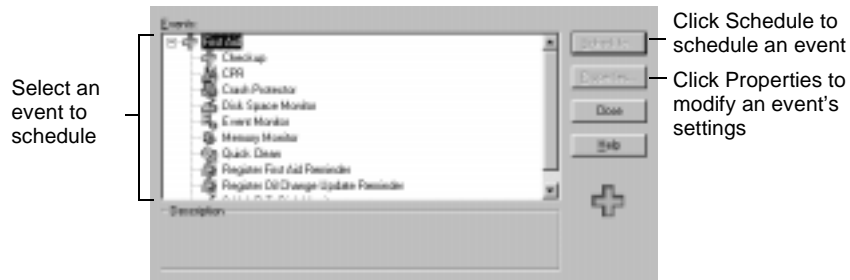 Events:
First Aid
Checkup
CPR
Crash Protector
Disk Space Monitor
Event Monitor
Memory Monitor
Quick Clean
Register First Aid Reminder
Register Oil Change Update Reminder
Description
Schedule...
Properties...
Close
Help
Select an
event to
schedule
Click Schedule to
schedule an event
Click Properties to
modify an event's
settings